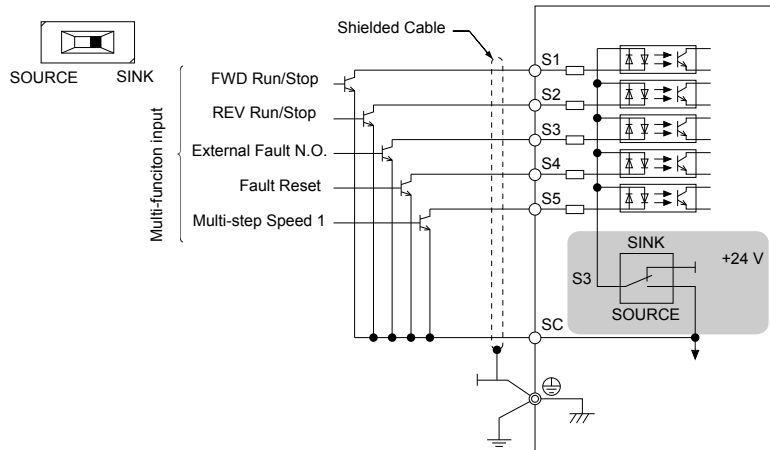 Shielded Cable
SOURCE SINK
Multi-funciton input
FWD Run/Stop
REV Run/Stop
External Fault N.O.
Fault Reset
Multi-step Speed 1
S1
S2
S3
S4
S5
SINK
+24 V
S3
SOURCE
SC